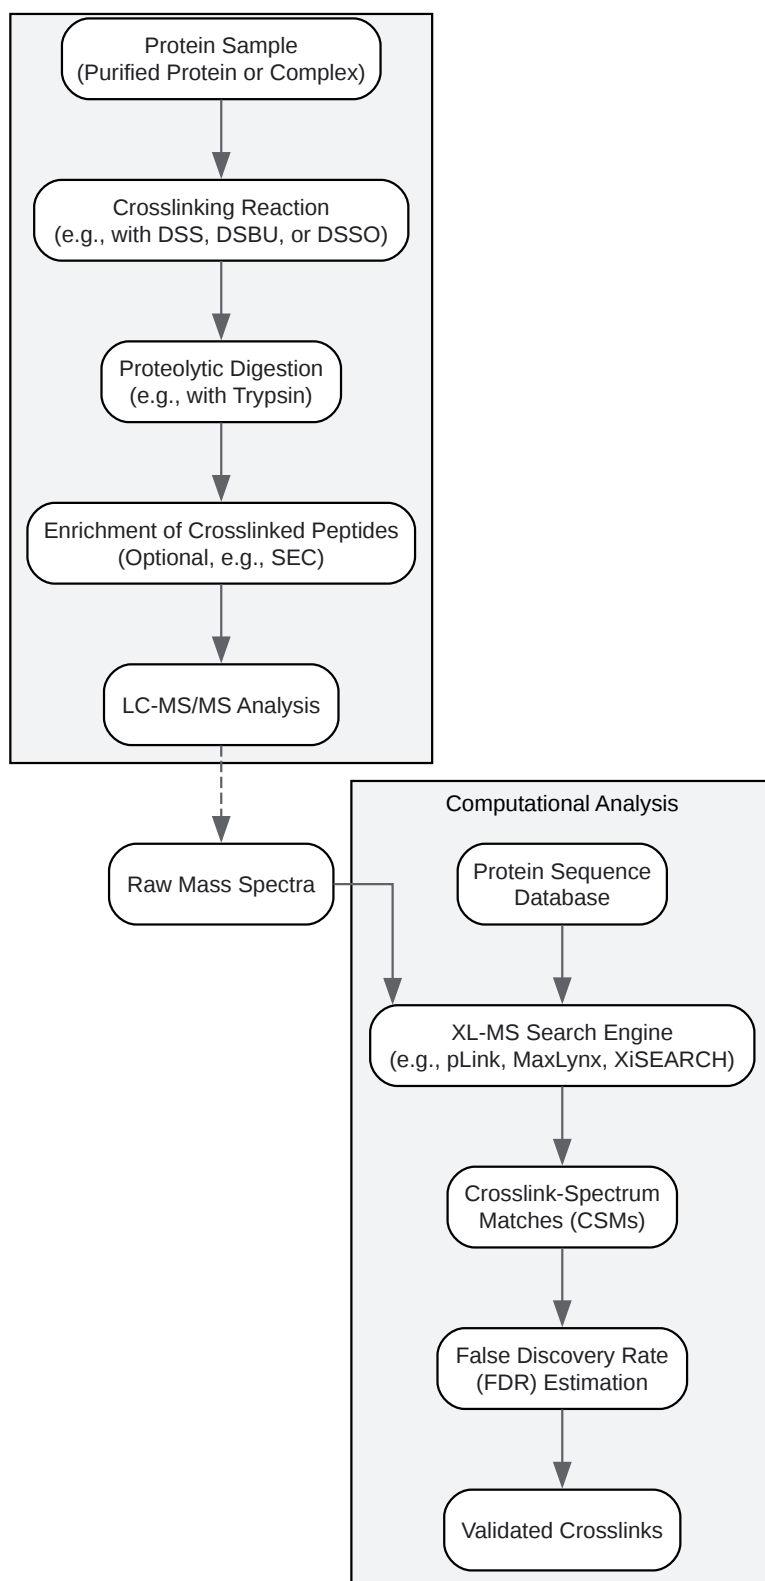 Protein Sample
(Purified Protein or Complex)
Crosslinking Reaction
(e.g., with DSS, DSBU, or DSSO)
Proteolytic Digestion
(e.g., with Trypsin)
Enrichment of Crosslinked Peptides
(Optional, e.g., SEC)
LC-MS/MS Analysis
Computational Analysis
Raw Mass Spectra
Protein Sequence
Database
XL-MS Search Engine
(e.g., pLink, MaxLynx, XiSEARCH)
Crosslink-Spectrum
Matches (CSMs)
False Discovery Rate
(FDR) Estimation
Validated Crosslinks